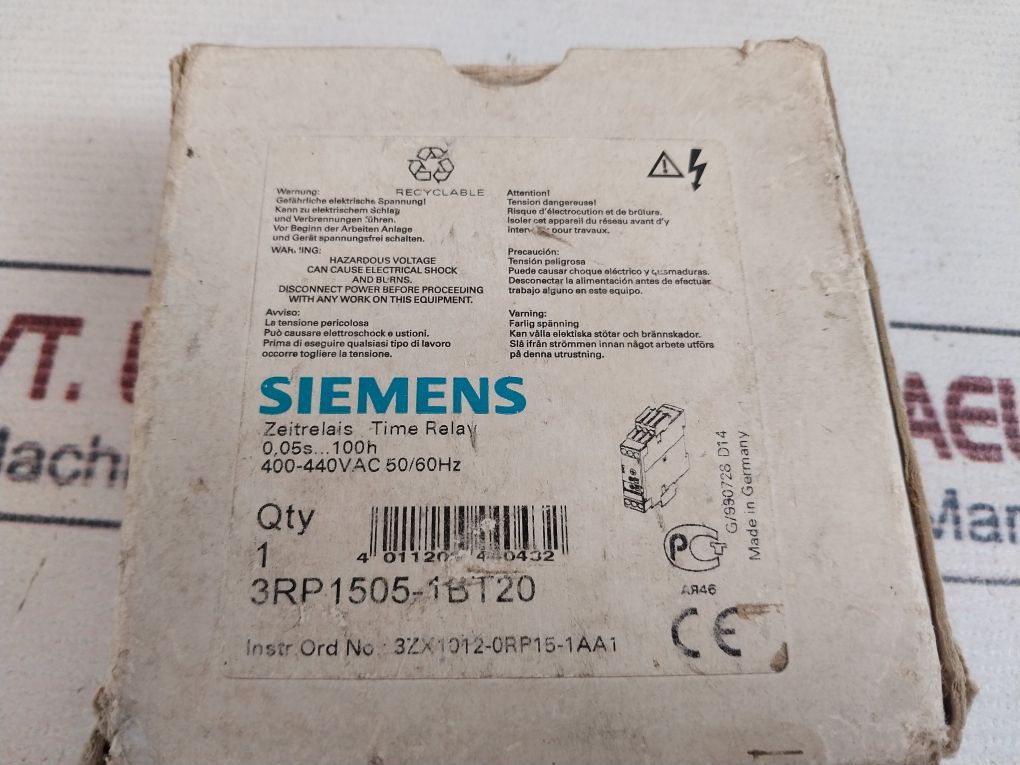 RECYCLABLE
Warnung:
Gefährliche elektrische Spannung!
Kann zu elektrischem Schlag
und Verbrennungen führen.
Vor Beginn der Arbeiten Anlage
und Gerät spannungsfrei schalten.
HAZARDOUS VOLTAGE
CAN CAUSE ELECTRICAL SHOCK
AND BURNS.
DISCONNECT POWER BEFORE PROCEEDING
WITH ANY WORK ON THIS EQUIPMENT.
Avviso:
La tensione pericolosa
Può causare elettroschock e ustioni.
Prima di eseguire qualsiasi tipo di lavoro
occorre togliere la tensione.
Attention!
Tension dangereuse!
Risque d'électrocution et de brûlure.
Isoler cet appareil du réseau avant d'y
pour travaux.
Precaución:
Tensión peligrosa
Puede causar choque eléctrico y quemaduras.
Desconectar la alimentación antes de efectuar
trabajo alguno en este equipo.
Varning:
Farlig spänning
Kan vålla elektiska stötar och brännskador.
Slå ifrån strömmen innan något arbete utförs
på denna utrustning.
SIEMENS
Zeitrelais Time Relay
0,05s...100h
400-440VAC 50/60Hz
Qty
1
3RP1505-1BT20
Instr.Ord No.: 3ZX1012-0RP15-1AA1
G/990728 D14
Made in Germany
АЯ46
CE
VT.
Mach
AEL
Man